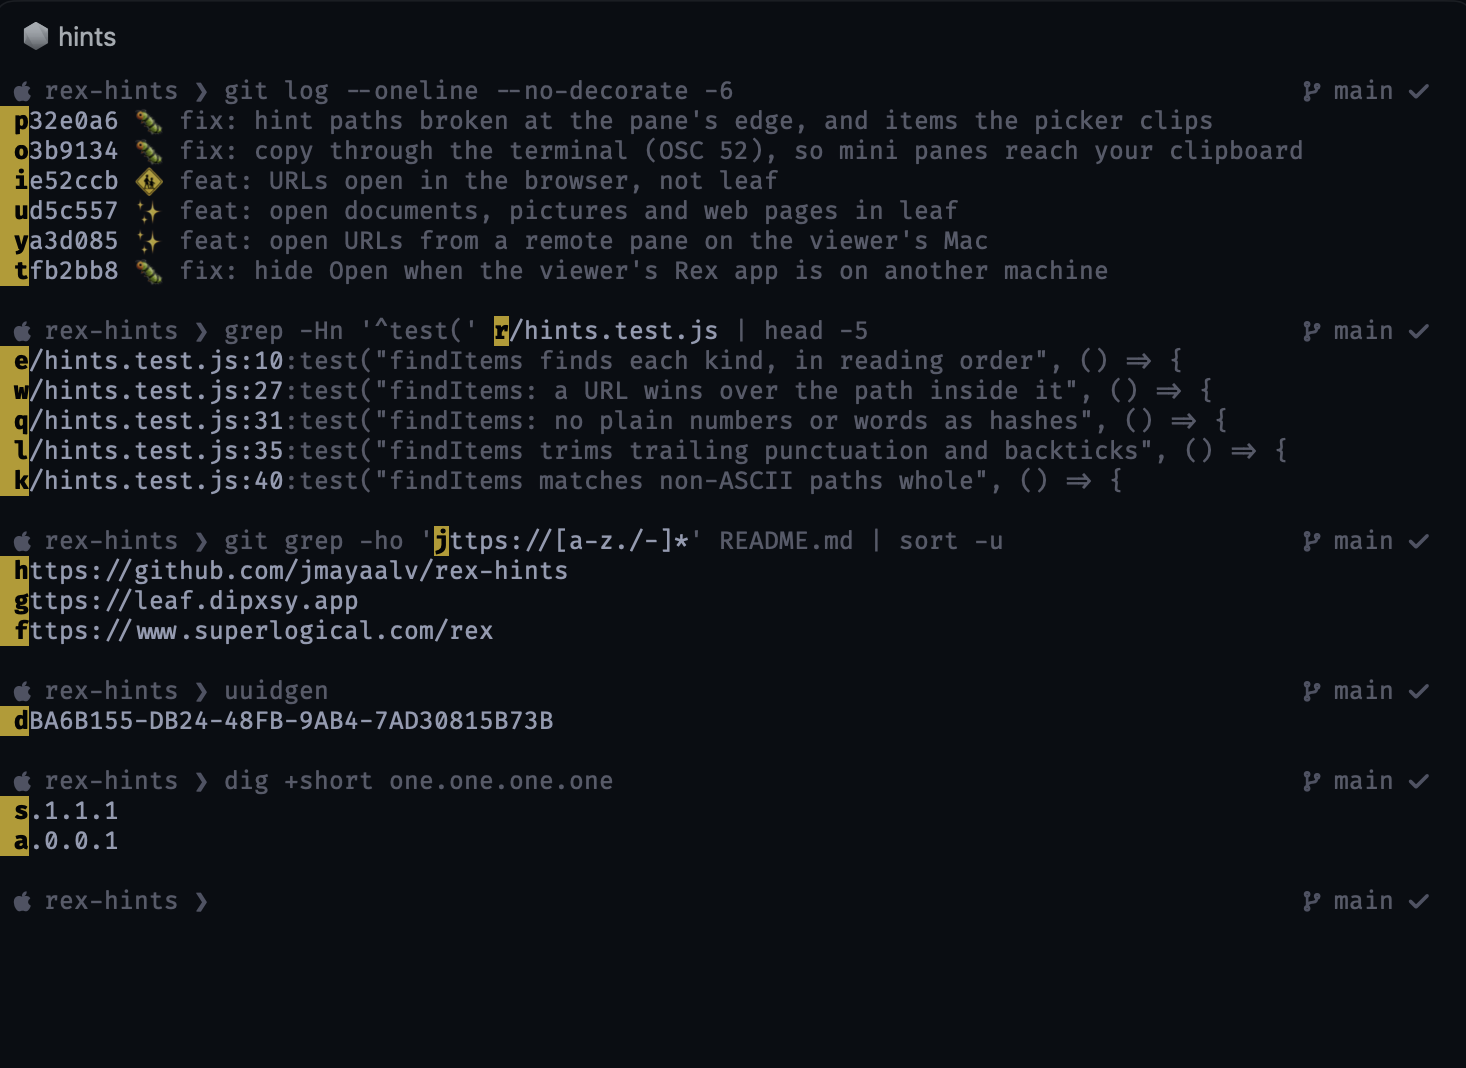 hints
rex-hints ❯ git log --oneline --no-decorate -6 main ✓
p32e0a6 🐛 fix: hint paths broken at the pane's edge, and items the picker clips
o3b9134 🐛 fix: copy through the terminal (OSC 52), so mini panes reach your clipboard
ie52ccb 🚸 feat: URLs open in the browser, not leaf
ud5c557 ✨ feat: open documents, pictures and web pages in leaf
ya3d085 ✨ feat: open URLs from a remote pane on the viewer's Mac
tfb2bb8 🐛 fix: hide Open when the viewer's Rex app is on another machine
rex-hints ❯ grep -Hn '^test(' r/hints.test.js | head -5 main ✓
e/hints.test.js:10:test("findItems finds each kind, in reading order", () => {
w/hints.test.js:27:test("findItems: a URL wins over the path inside it", () => {
q/hints.test.js:31:test("findItems: no plain numbers or words as hashes", () => {
l/hints.test.js:35:test("findItems trims trailing punctuation and backticks", () => {
k/hints.test.js:40:test("findItems matches non-ASCII paths whole", () => {
rex-hints ❯ git grep -ho 'jttps://[a-z./-]*' README.md | sort -u main ✓
https://github.com/jmayaalv/rex-hints
gttps://leaf.dipxsy.app
fttps://www.superlogical.com/rex
rex-hints ❯ uuidgen main ✓
dBA6B155-DB24-48FB-9AB4-7AD30815B73B
rex-hints ❯ dig +short one.one.one.one main ✓
s.1.1.1
a.0.0.1
rex-hints ❯ main ✓